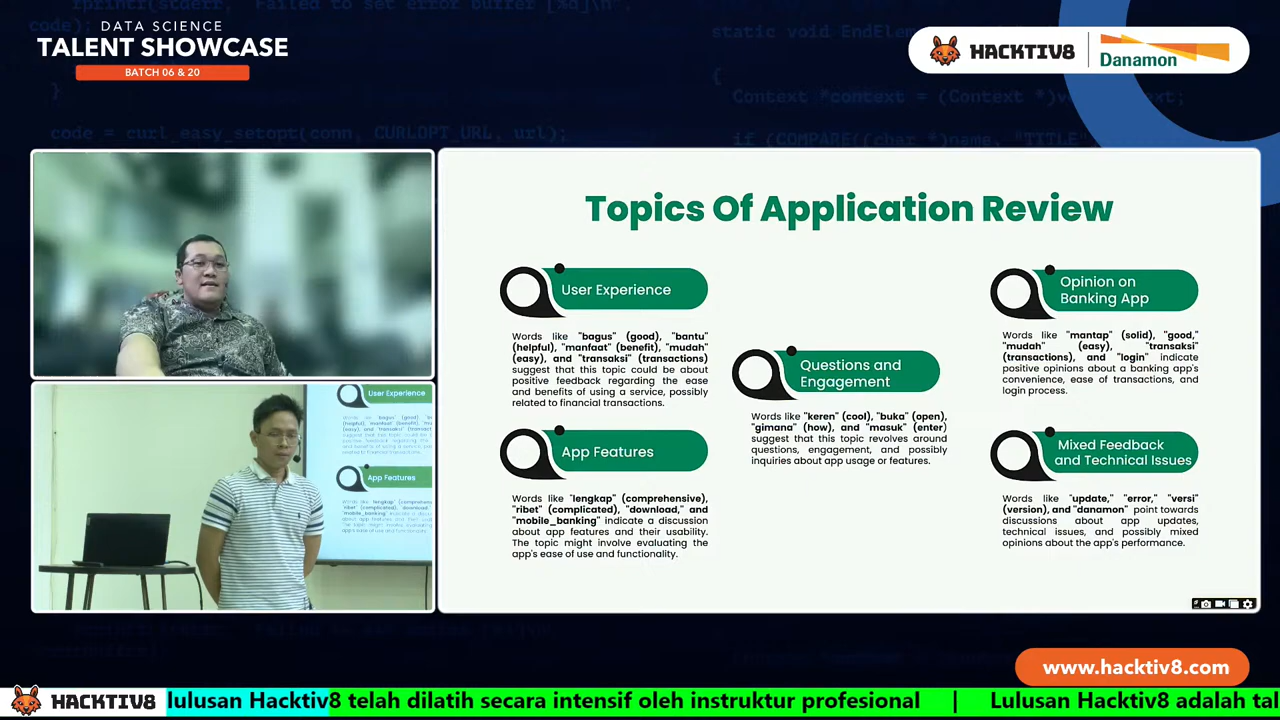 DATA SCIENCE
TALENT SHOWCASE
BATCH 06 & 20
HACKTIV8
Danamon
code = curl_easy_setopt(conn, CURLOPT_URL, url);
Topics Of Application Review
User Experience
Words like "bagus" (good), "bantu"
(helpful), "manfaat" (benefit), "mudah"
(easy), and "transaksi" (transactions)
suggest that this topic could be about
positive feedback regarding the ease
and benefits of using a service, possibly
related to financial transactions.
App Features
Words like "lengkap" (comprehensive),
"ribet" (complicated), "download," and
"mobile_banking" indicate a discussion
about app features and their usability.
The topic might involve evaluating the
app's ease of use and functionality.
Questions and
Engagement
Words like "keren" (cool), "buka" (open),
"gimana" (how), and "masuk" (enter)
suggest that this topic revolves around
questions, engagement, and possibly
inquiries about app usage or features.
Opinion on
Banking App
Words like "mantap" (solid), "good,"
"mudah" (easy), "transaksi"
(transactions), and "login" indicate
positive opinions about a banking app's
convenience, ease of transactions, and
login process.
Mixed Feedback
and Technical Issues
Words like "update," "error," "versi"
(version), and "danamon" point towards
discussions about app updates,
technical issues, and possibly mixed
opinions about the app's performance.
User Experience
App Features
www.hacktiv8.com
HACKTIV8
lulusan Hacktiv8 telah dilatih secara intensif oleh instruktur profesional | Lulusan Hacktiv8 adalah tal